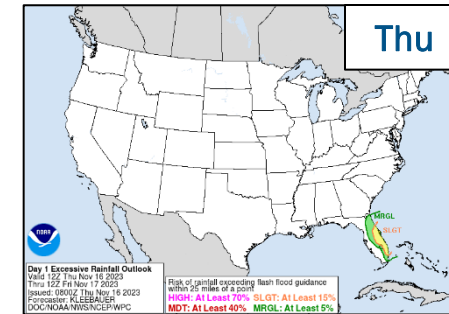 Thu
MRGL
SLGT
NOAA
Day 1 Excessive Rainfall Outlook
Valid 12Z Thu Nov 16 2023
Thru 12Z Fri Nov 17 2023
Issued: 0800Z Thu Nov 16 2023
Forecaster: KLEEBAUER
DOC/NOAA/NWS/NCEP/WPC
Risk of rainfall exceeding flash flood guidance
within 25 miles of a point
HIGH: At Least 70% SLGT: At Least 15%
MDT: At Least 40% MRGL: At Least 5%